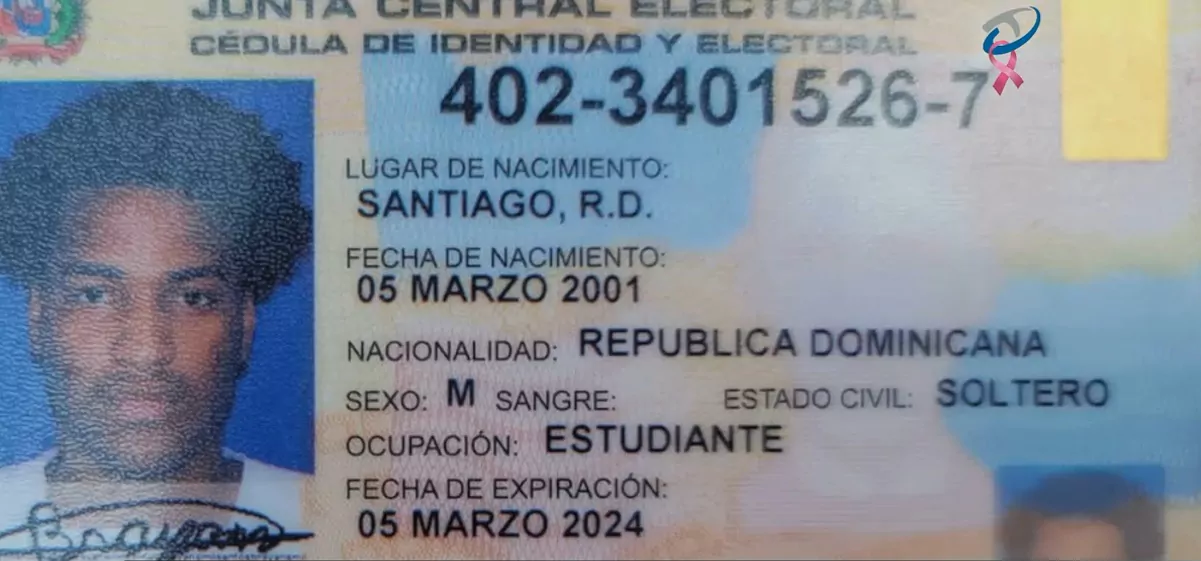 JUNTA CENTRAL ELECTORAL
CÉDULA DE IDENTIDAD Y ELECTORAL
402-3401526-7
LUGAR DE NACIMIENTO:
SANTIAGO, R.D.
FECHA DE NACIMIENTO:
05 MARZO 2001
NACIONALIDAD: REPUBLICA DOMINICANA
SEXO: M SANGRE: ESTADO CIVIL: SOLTERO
OCUPACIÓN: ESTUDIANTE
FECHA DE EXPIRACIÓN:
05 MARZO 2024